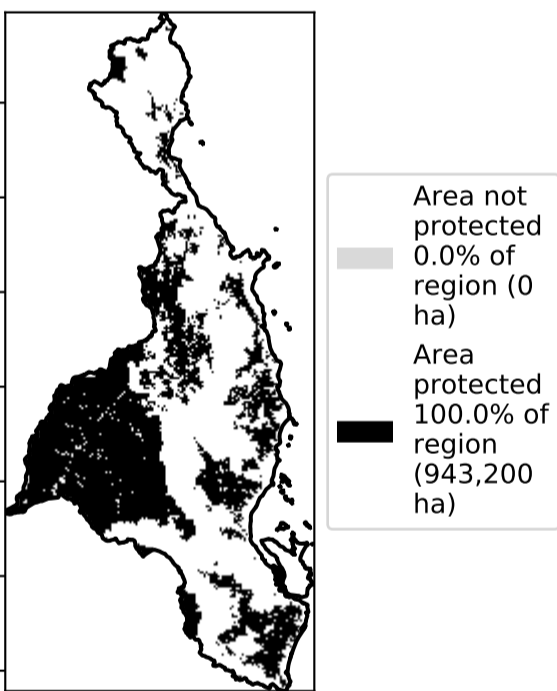 Area not
protected
0.0% of
region (0
ha)
Area
protected
100.0% of
region
(943,200
ha)